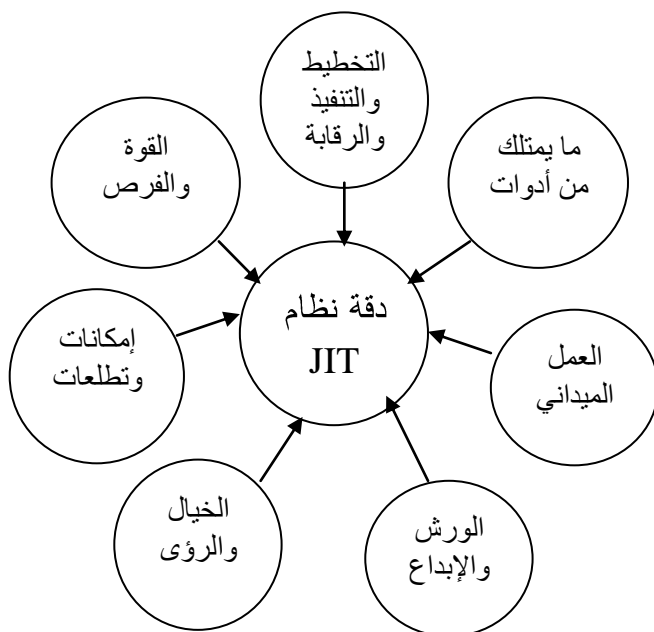 التخطيط
والتنفيذ
والرقابة
ما يمتلك
من أدوات
القوة
والفرص
دقة نظام
JIT
العمل
الميداني
إمكانات
وتطلعات
الورش
والإبداع
الخيال
والرؤى